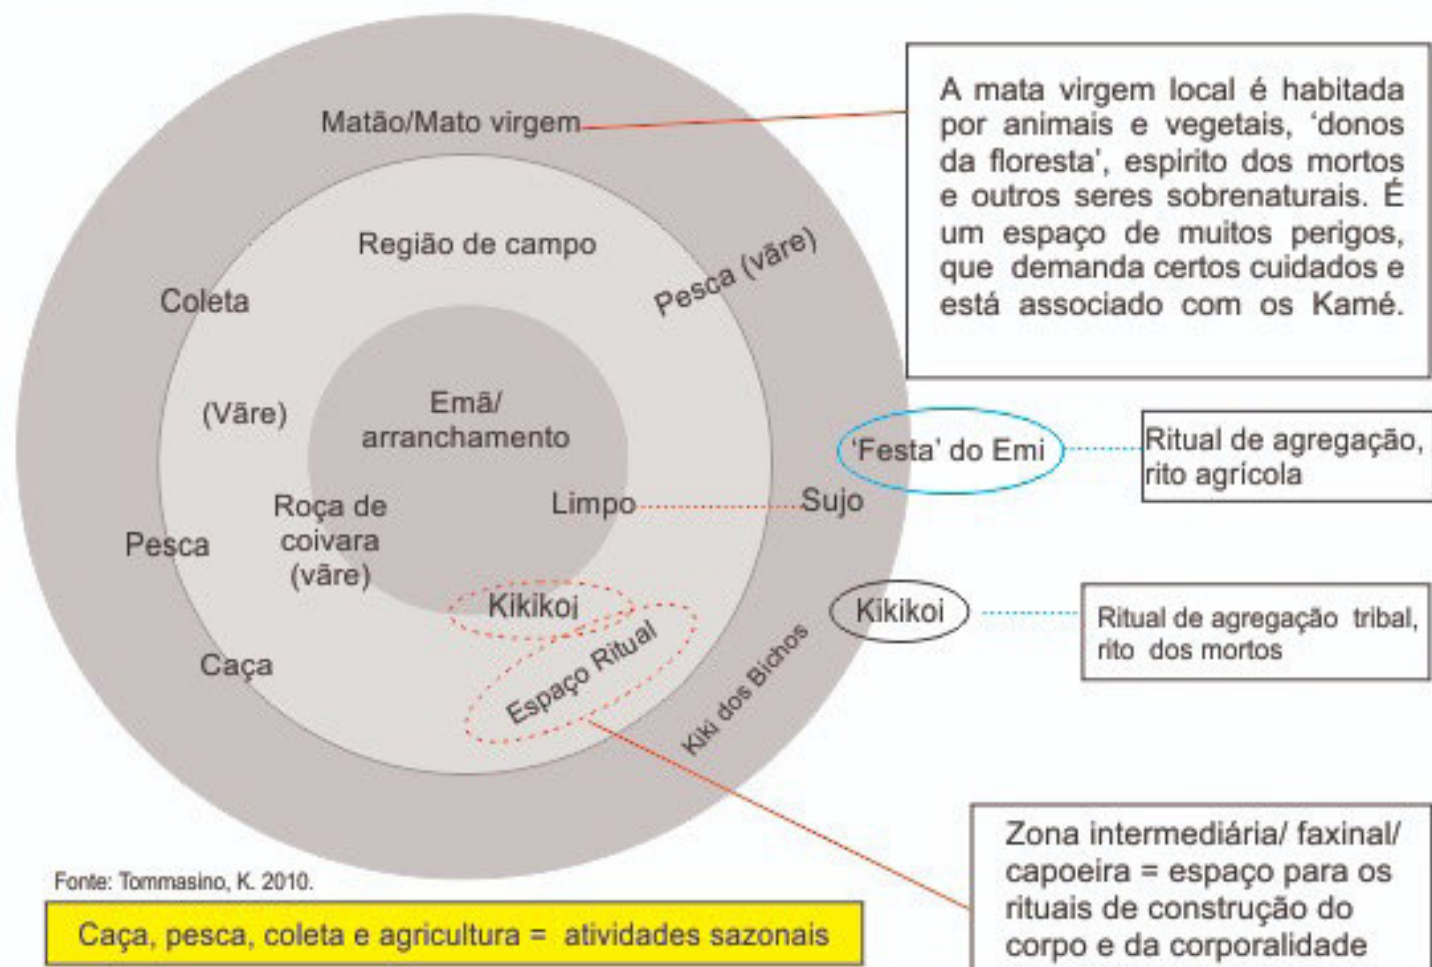 Matão/Mato virgem
A mata virgem local é habitada
por animais e vegetais, ‘donos
da floresta’, espirito dos mortos
e outros seres sobrenaturais. É
um espaço de muitos perigos,
que demanda certos cuidados e
está associado com os Kamé.
Região de campo
Pesca (vãre)
Coleta
(Vãre)
Emã/
arranchamento
‘Festa’ do Emi
Ritual de agregação,
rito agrícola
Limpo
Sujo
Roça de
coivara
(vãre)
Pesca
Kikikoi
Espaço Ritual
Kiki dos Bichos
Kikikoi
Ritual de agregação tribal,
rito dos mortos
Caça
Zona intermediária/ faxinal/
capoeira = espaço para os
rituais de construção do
corpo e da corporalidade
Fonte: Tommasino, K. 2010.
Caça, pesca, coleta e agricultura = atividades sazonais